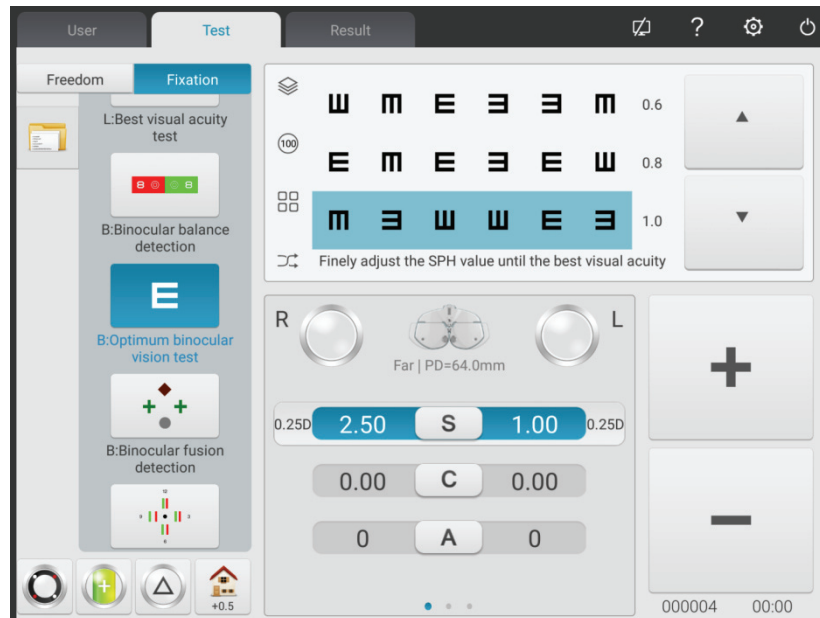 User
Test
Result
?
Freedom
Fixation
L:Best visual acuity
test
B:Binocular balance
detection
E
B:Optimum binocular
vision test
B:Binocular fusion
detection
+0.5
100
0.6
0.8
1.0
Finely adjust the SPH value until the best visual acuity
R
L
Far | PD=64.0mm
0.25D 2.50 S 1.00 0.25D
0.00 C 0.00
0 A 0
+
−
000004 00:00